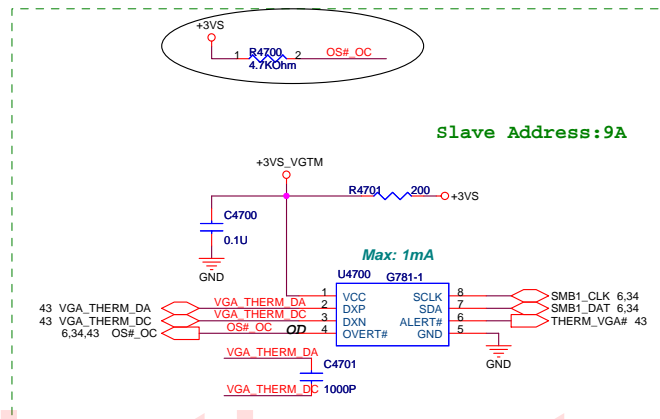 +3VS
1 R4700 2 OS#_OC
4.7KOhm
Slave Address:9A
+3VS_VGTM
R4701 200 +3VS
C4700
0.1U
GND
Max: 1mA
U4700 G781-1
1 VCC SCLK 8 SMB1_CLK 6,34
43 VGA_THERM_DA VGA_THERM_DA 2 DXP SDA 7 SMB1_DAT 6,34
43 VGA_THERM_DC VGA_THERM_DC 3 DXN ALERT# 6 THERM_VGA# 43
6,34,43 OS#_OC OS#_OC OD 4 OVERT# GND 5
GND
VGA_THERM_DA
C4701
VGA_THERM_DC 1000P